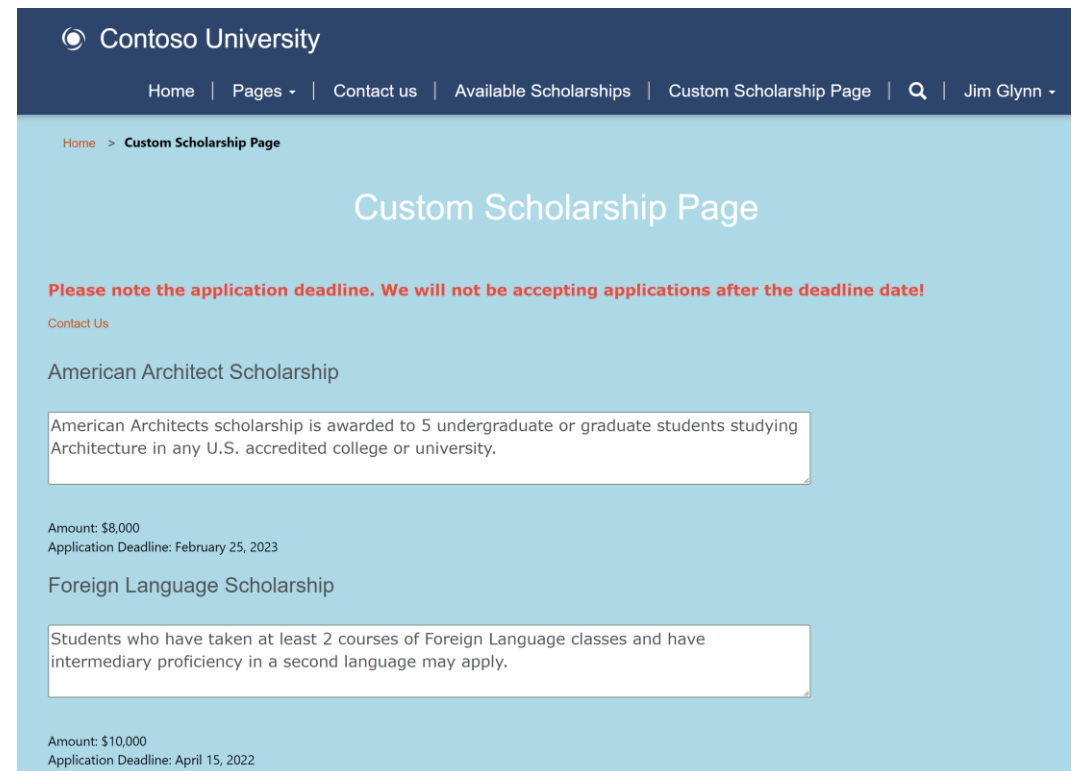 Contoso University
Home | Pages | Contact us | Available Scholarships | Custom Scholarship Page | Jim Glynn
Home > Custom Scholarship Page
Custom Scholarship Page
Please note the application deadline. We will not be accepting applications after the deadline date!
Contact Us
American Architect Scholarship
American Architects scholarship is awarded to 5 undergraduate or graduate students studying
Architecture in any U.S. accredited college or university.
Amount: $8,000
Application Deadline: February 25, 2023
Foreign Language Scholarship
Students who have taken at least 2 courses of Foreign Language classes and have
intermediary proficiency in a second language may apply.
Amount: $10,000
Application Deadline: April 15, 2022